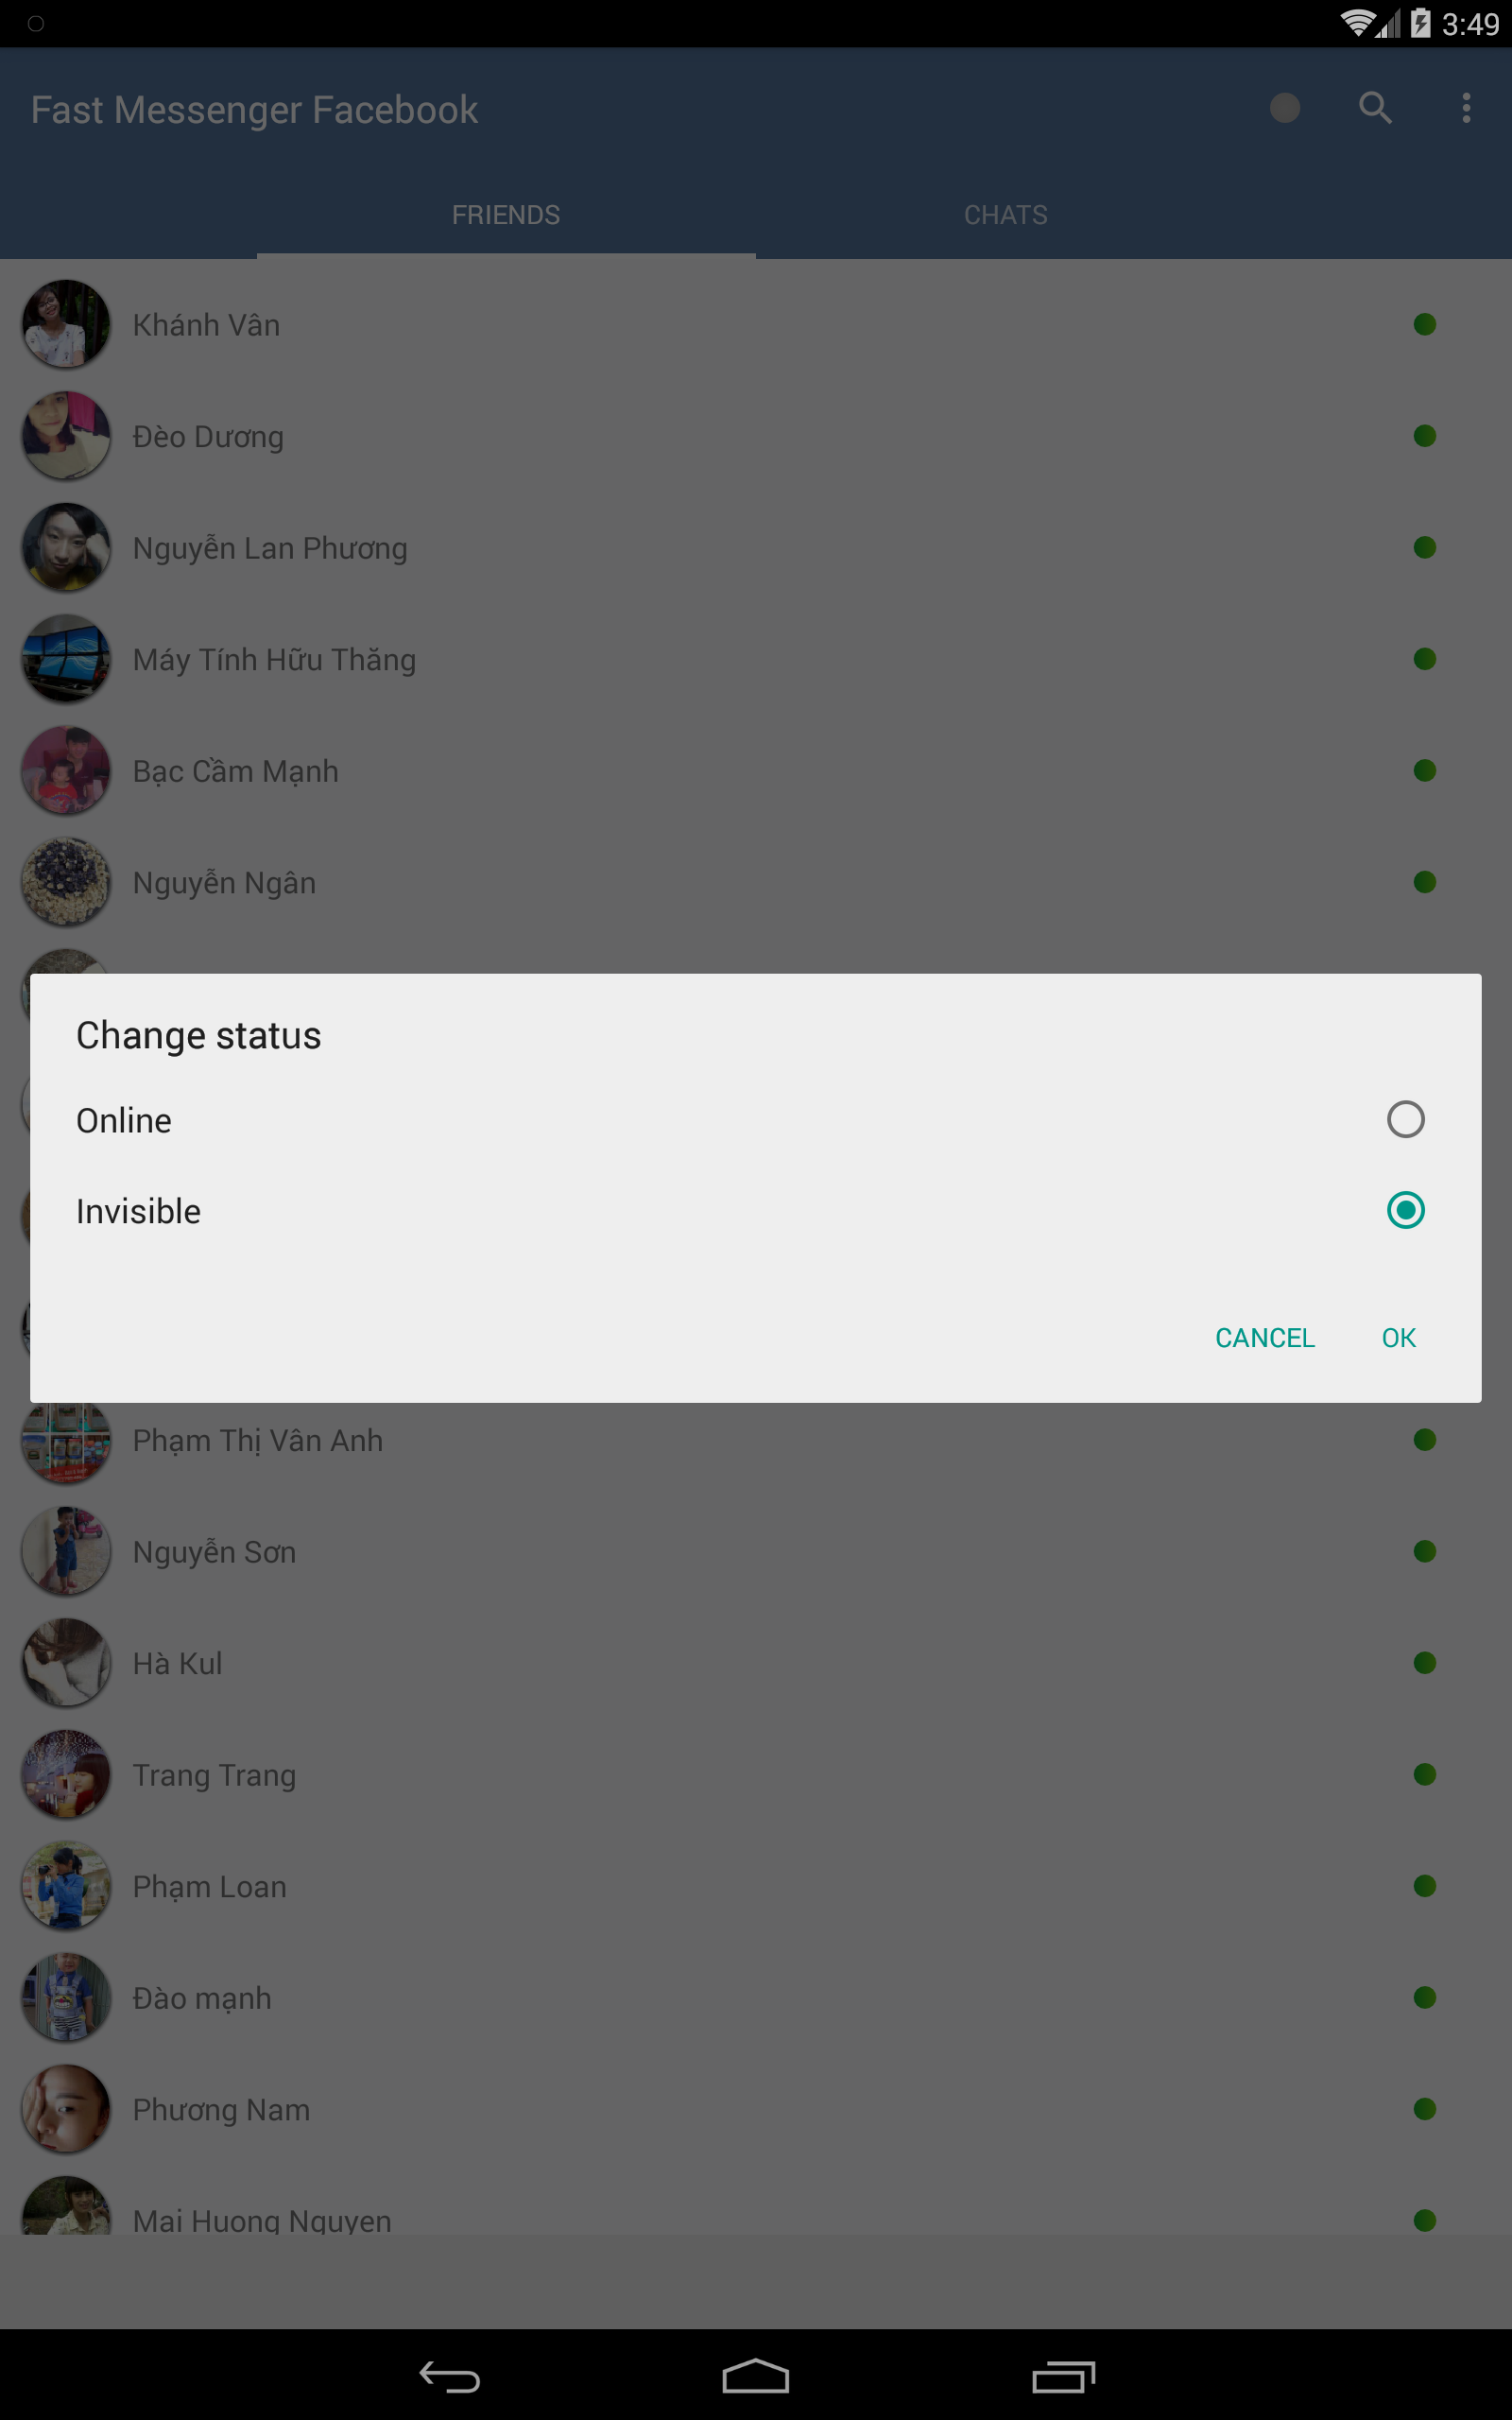 3:49
Fast Messenger Facebook
FRIENDS CHATS
Khánh Vân
Đèo Dương
Nguyễn Lan Phương
Máy Tính Hữu Thăng
Bạc Cầm Mạnh
Nguyễn Ngân
Change status
Online
Invisible
CANCEL OK
Phạm Thị Vân Anh
Nguyễn Sơn
Hà Kul
Trang Trang
Phạm Loan
Đào mạnh
Phương Nam
Mai Huong Nguyen